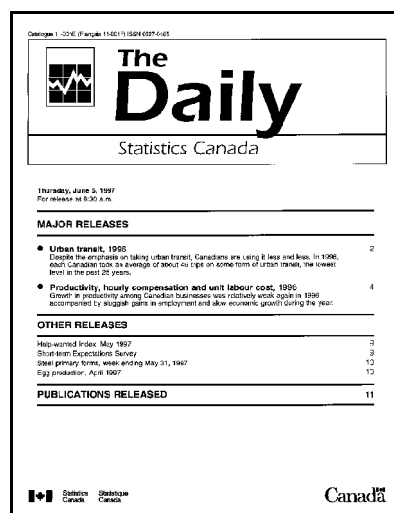 Catalogue 11-001E (Français 11-001F) ISSN 0827-0465
The
Daily
Statistics Canada
Thursday, June 5, 1997
For release at 8:30 a.m.
MAJOR RELEASES
● Urban transit, 1996 2
Despite the emphasis on taking urban transit, Canadians are using it less and less. In 1996,
each Canadian took an average of about 48 trips on some form of urban transit, the lowest
level in the past 25 years.
● Productivity, hourly compensation and unit labour cost, 1996 4
Growth in productivity among Canadian businesses was relatively weak again in 1996
accompanied by sluggish gains in employment and slow economic growth during the year.
OTHER RELEASES
Help-wanted Index, May 1997 9
Short-term Expectations Survey 9
Steel primary forms, week ending May 31, 1997 10
Egg production, April 1997 10
PUBLICATIONS RELEASED 11
Statistics Statistique
Canada Canada
Canada